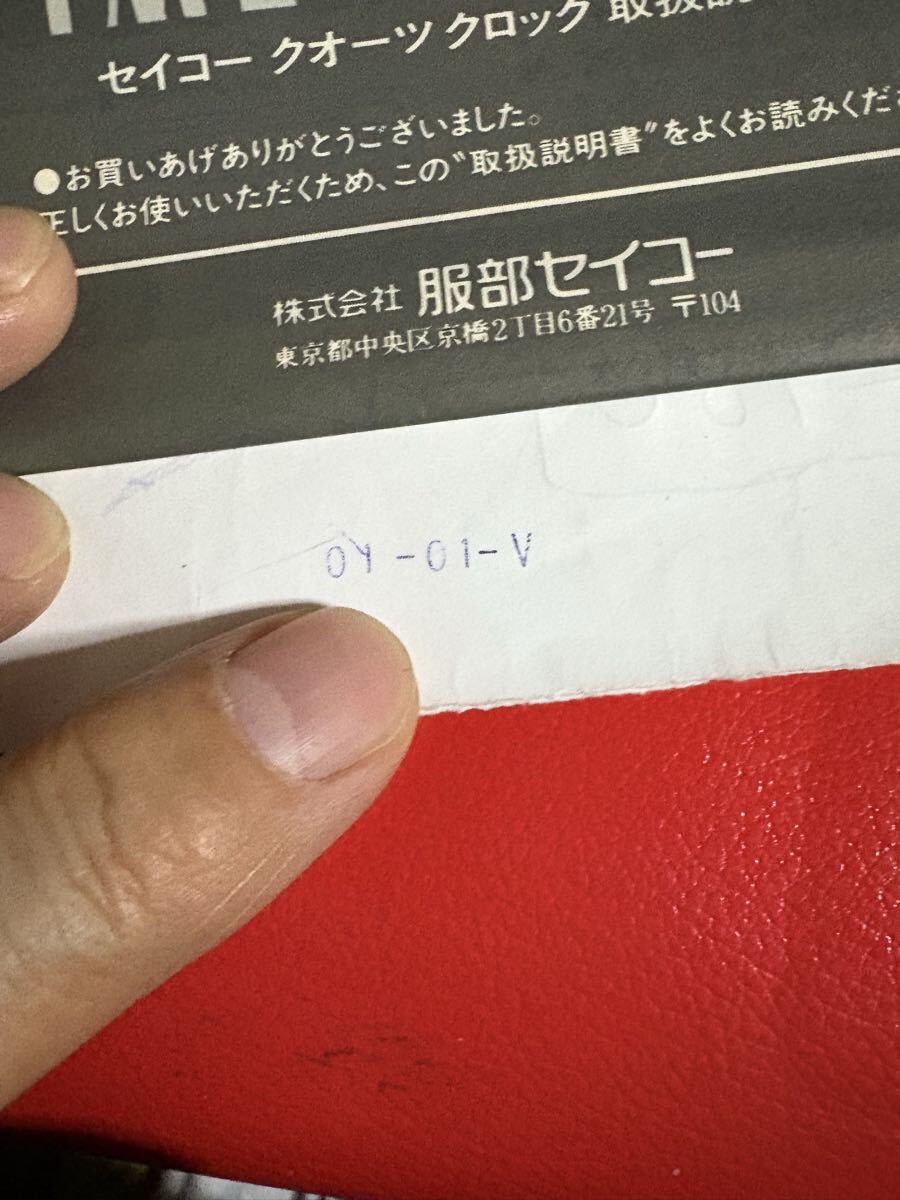 セイコー クオーツ クロック 取扱説
●お買いあげありがとうございました。
正しくお使いいただくため、この“取扱説明書”をよくお読みくださ
株式会社 服部セイコー
東京都中央区京橋2丁目6番21号 〒104
0Y-01-V